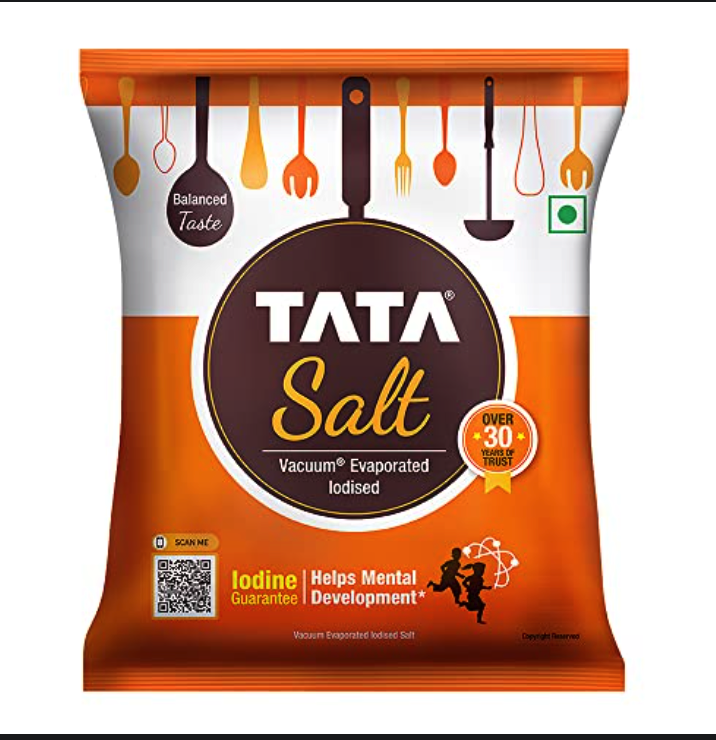 Balanced
Taste
TATA®
Salt
Vacuum® Evaporated
Iodised
OVER
30
YEARS OF
TRUST
SCAN ME
Iodine
Guarantee
Helps Mental
Development*
Vacuum Evaporated Iodised Salt
Copyright Reserved